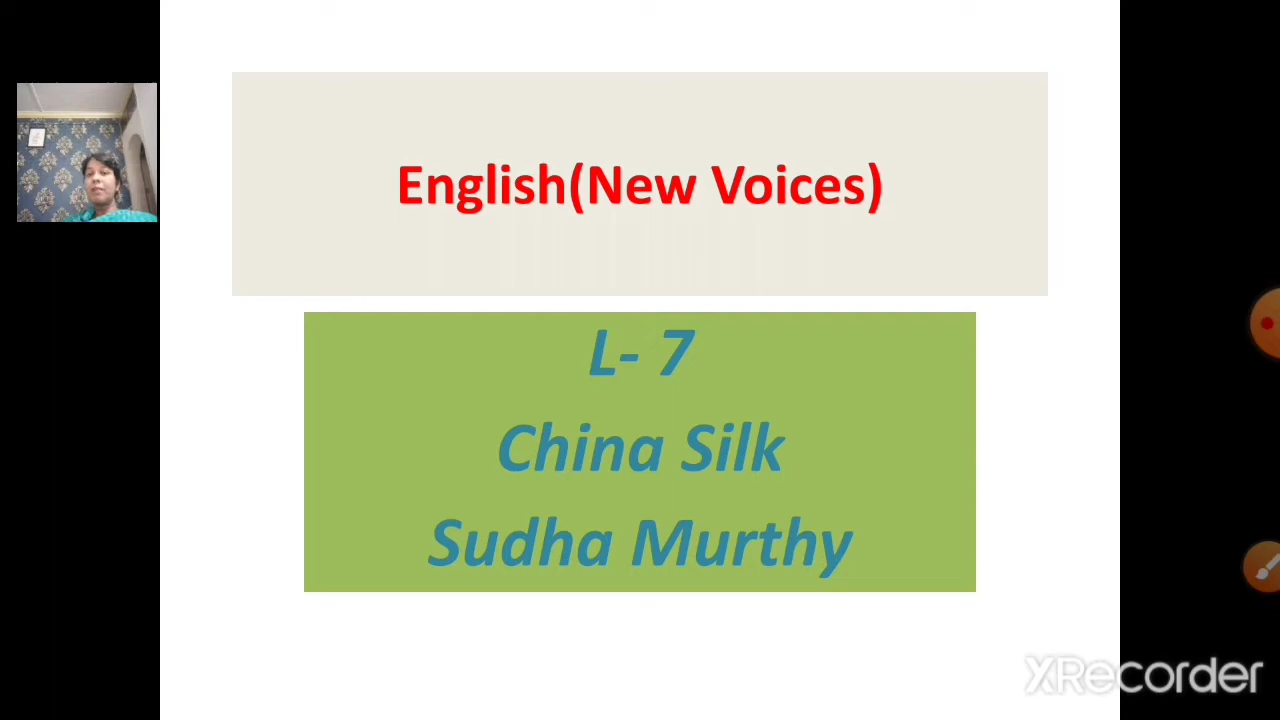 English(New Voices)
L- 7
China Silk
Sudha Murthy
XRecorder